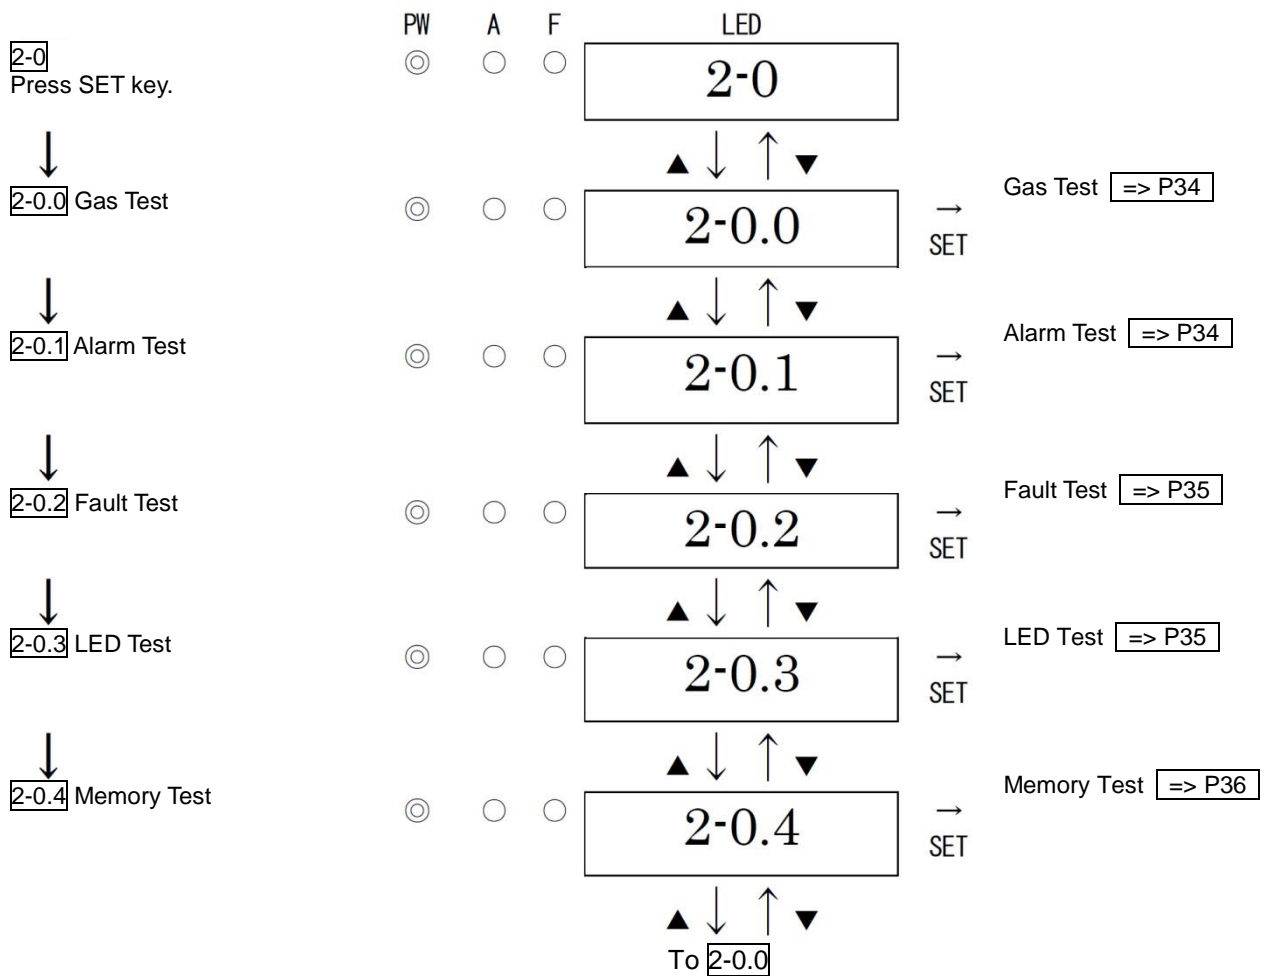 PW A F LED
2-0
Press SET key.
2-0
▲ ↓ ↑ ▼
2-0.0 Gas Test
2-0.0
→
SET
Gas Test => P34
▲ ↓ ↑ ▼
2-0.1 Alarm Test
2-0.1
→
SET
Alarm Test => P34
▲ ↓ ↑ ▼
2-0.2 Fault Test
2-0.2
→
SET
Fault Test => P35
▲ ↓ ↑ ▼
2-0.3 LED Test
2-0.3
→
SET
LED Test => P35
▲ ↓ ↑ ▼
2-0.4 Memory Test
2-0.4
→
SET
Memory Test => P36
▲ ↓ ↑ ▼
To 2-0.0